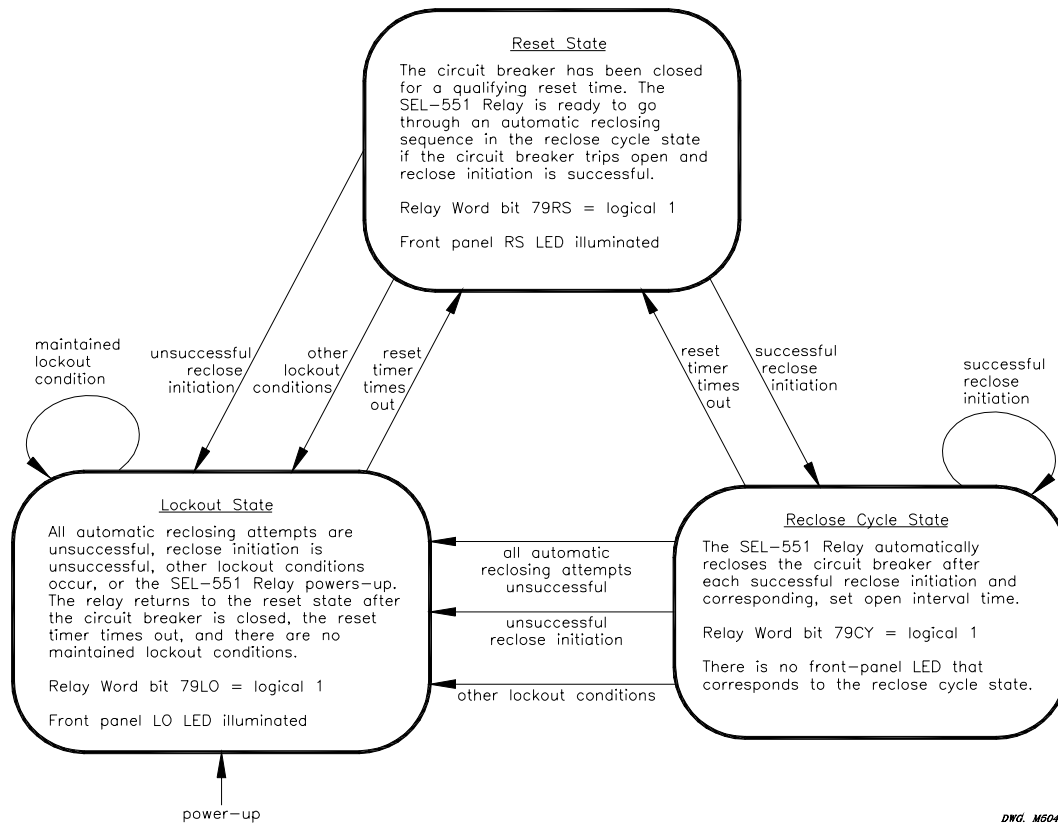 Reset State
The circuit breaker has been closed
for a qualifying reset time. The
SEL-551 Relay is ready to go
through an automatic reclosing
sequence in the reclose cycle state
if the circuit breaker trips open and
reclose initiation is successful.
Relay Word bit 79RS = logical 1
Front panel RS LED illuminated
maintained
lockout
condition
unsuccessful
reclose
initiation
other
lockout
conditions
reset
timer
times
out
reset
timer
times
out
successful
reclose
initiation
successful
reclose
initiation
Lockout State
All automatic reclosing attempts are
unsuccessful, reclose initiation is
unsuccessful, other lockout conditions
occur, or the SEL-551 Relay powers-up.
The relay returns to the reset state after
the circuit breaker is closed, the reset
timer times out, and there are no
maintained lockout conditions.
Relay Word bit 79LO = logical 1
Front panel LO LED illuminated
all automatic
reclosing attempts
unsuccessful
unsuccessful
reclose initiation
other lockout conditions
Reclose Cycle State
The SEL-551 Relay automatically
recloses the circuit breaker after
each successful reclose initiation and
corresponding, set open interval time.
Relay Word bit 79CY = logical 1
There is no front-panel LED that
corresponds to the reclose cycle state.
power-up
DWG. M504